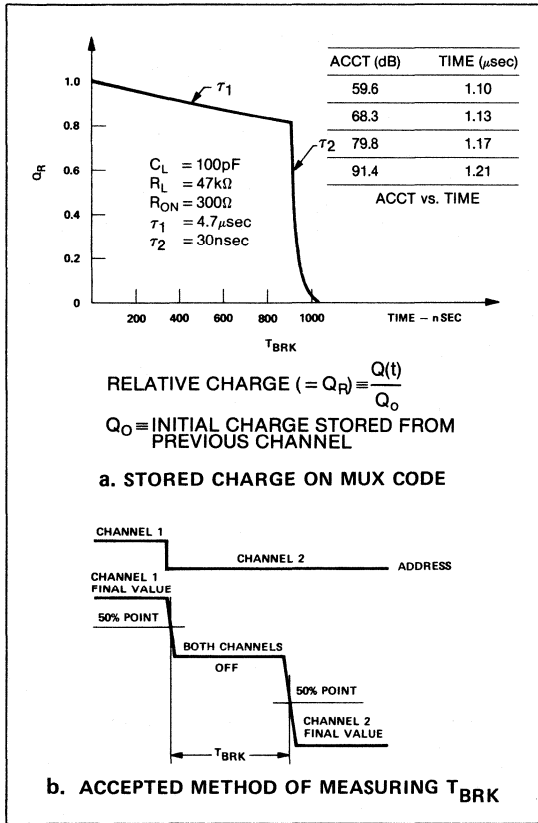 ACCT (dB) TIME (μsec)
59.6 1.10
68.3 1.13
79.8 1.17
91.4 1.21
ACCT vs. TIME
τ1
τ2
1.0
0.8
0.6
0.4
0.2
0
QR
CL = 100pF
RL = 47kΩ
RON = 300Ω
τ1 = 4.7μsec
τ2 = 30nsec
200 400 600 800 1000 TIME – nSEC
TBRK
RELATIVE CHARGE (= QR) ≡ Q(t)
Qo
QO ≡ INITIAL CHARGE STORED FROM
PREVIOUS CHANNEL
a. STORED CHARGE ON MUX CODE
CHANNEL 1
CHANNEL 2 ADDRESS
CHANNEL 1
FINAL VALUE
50% POINT
BOTH CHANNELS
OFF
50% POINT
CHANNEL 2
FINAL VALUE
TBRK
b. ACCEPTED METHOD OF MEASURING TBRK